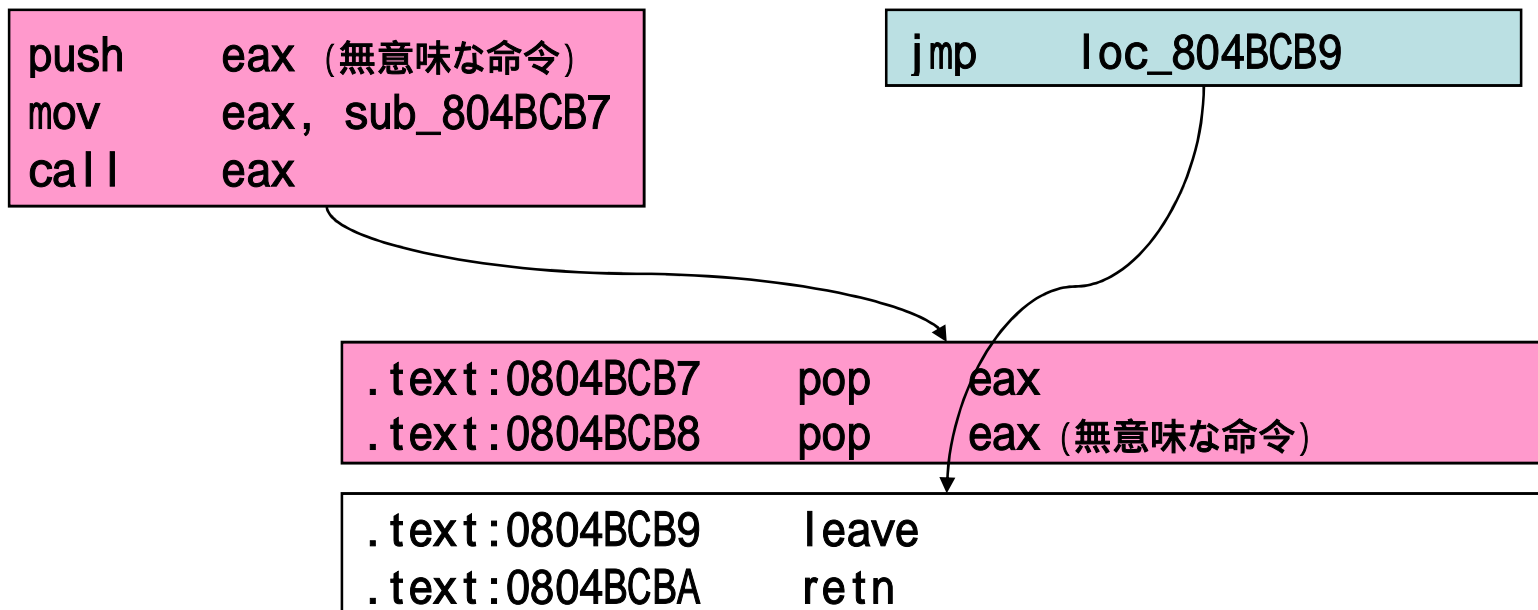 push eax (無意味な命令)
mov eax, sub_804BCB7
call eax
jmp loc_804BCB9
.text:0804BCB7 pop eax
.text:0804BCB8 pop eax (無意味な命令)
.text:0804BCB9 leave
.text:0804BCBA retn